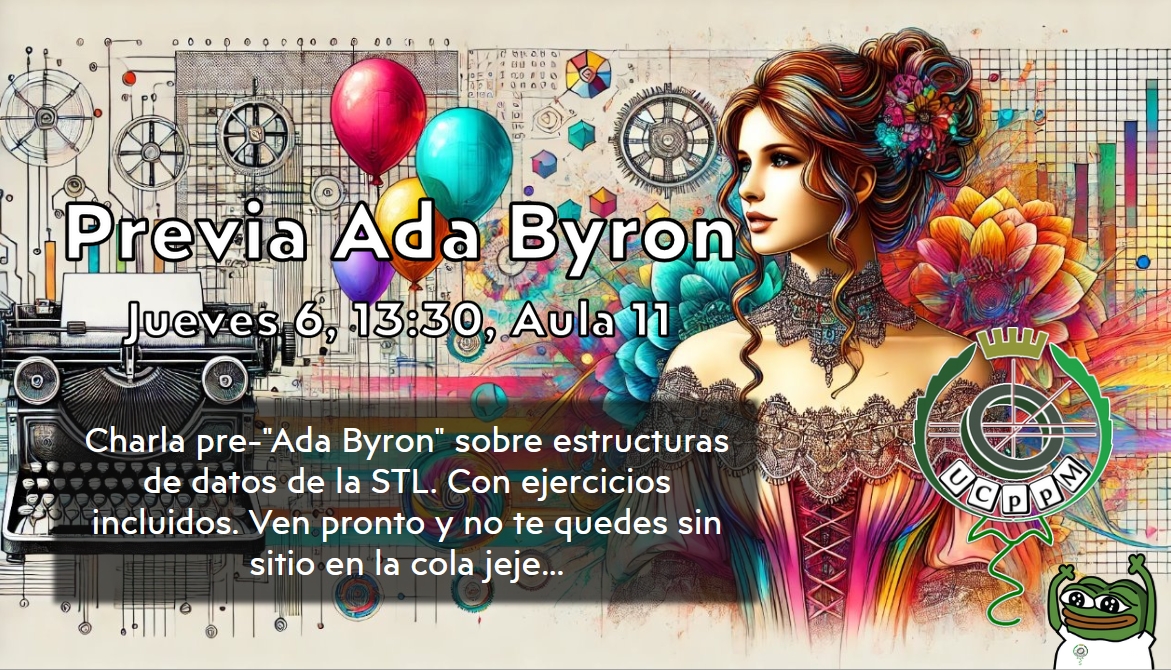 Previa Ada Byron
Jueves 6, 13:30, Aula 11
Charla pre-"Ada Byron" sobre estructuras
de datos de la STL. Con ejercicios
incluidos. Ven pronto y no te quedes sin
sitio en la cola jeje...
UCPPM